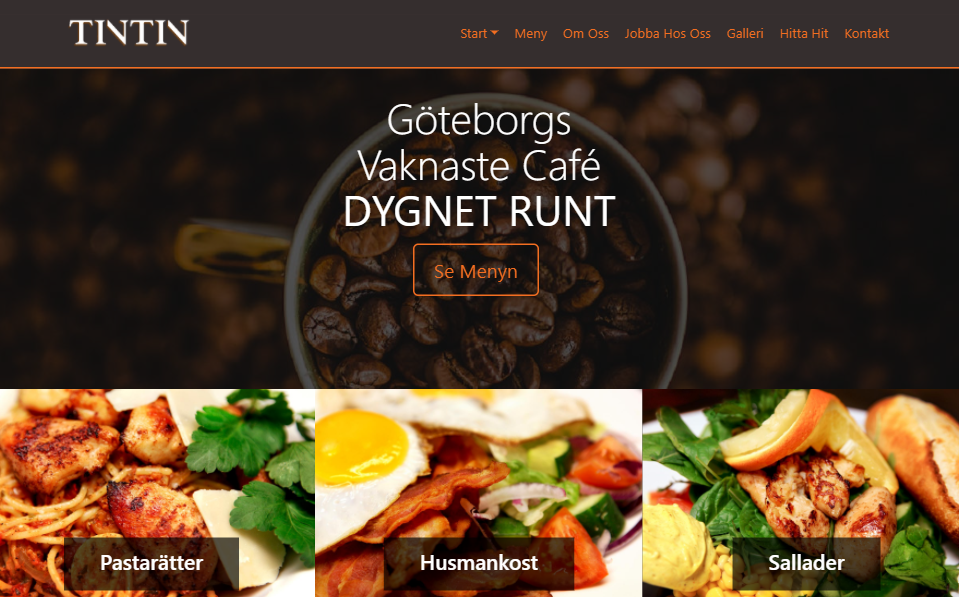 TINTIN
Start Meny Om Oss Jobba Hos Oss Galleri Hitta Hit Kontakt
Göteborgs
Vaknaste Café
DYGNET RUNT
Se Menyn
Pastarätter Husmankost Sallader